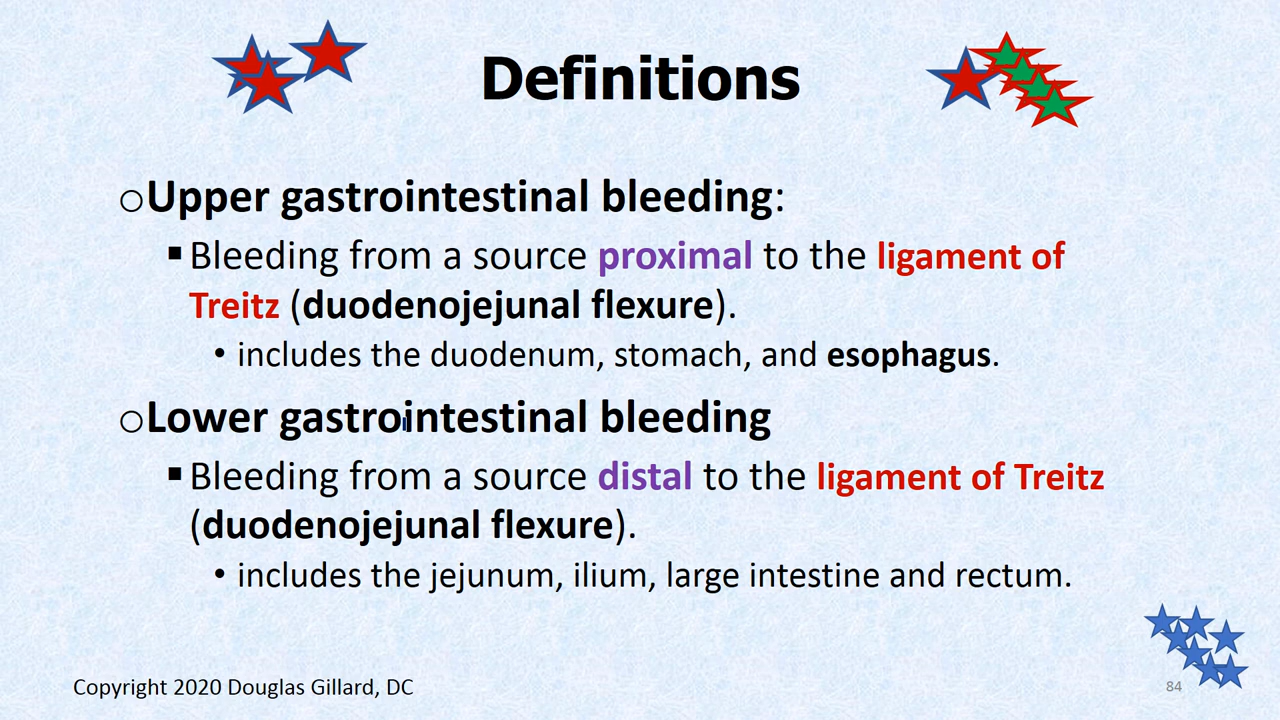 Definitions
○Upper gastrointestinal bleeding:
▪Bleeding from a source proximal to the ligament of
Treitz (duodenojejunal flexure).
• includes the duodenum, stomach, and esophagus.
○Lower gastrointestinal bleeding
▪Bleeding from a source distal to the ligament of Treitz
(duodenojejunal flexure).
• includes the jejunum, ilium, large intestine and rectum.
Copyright 2020 Douglas Gillard, DC
84